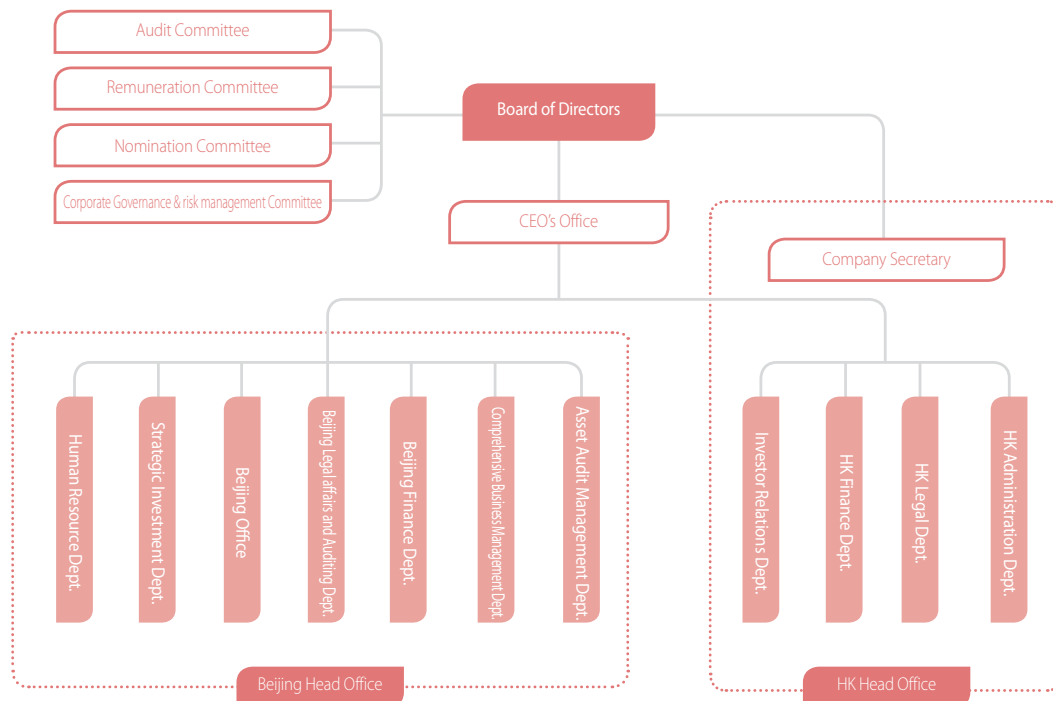 Audit Committee
Remuneration Committee
Nomination Committee
Corporate Governance & risk management Committee
Board of Directors
CEO's Office
Company Secretary
Human Resource Dept.
Strategic Investment Dept.
Beijing Office
Beijing Legal affairs and Auditing Dept.
Beijing Finance Dept.
Comprehensive Business Management Dept.
Asset Audit Management Dept.
Investor Relations Dept.
HK Finance Dept.
HK Legal Dept.
HK Administration Dept.
Beijing Head Office
HK Head Office